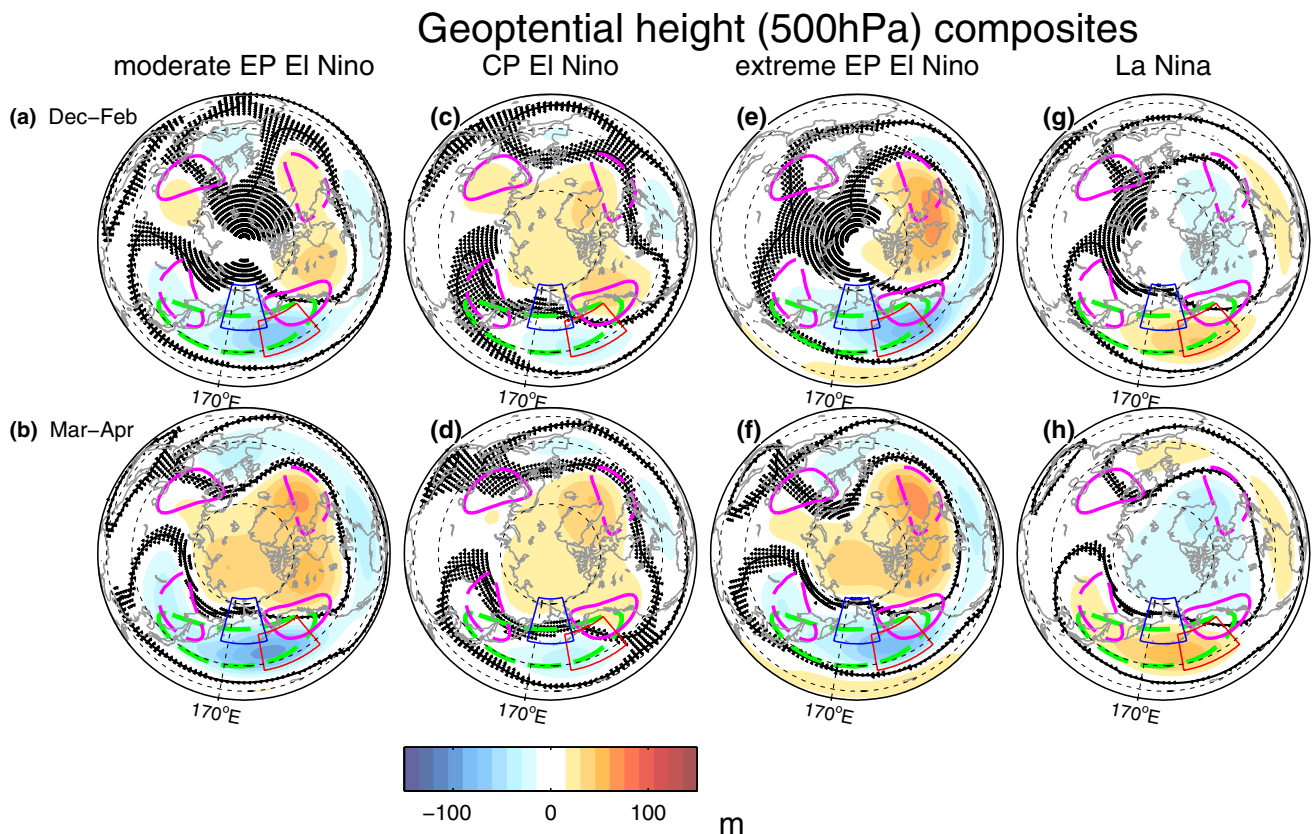 Geoptential height (500hPa) composites
moderate EP El Nino
CP El Nino
extreme EP El Nino
La Nina
(a) Dec−Feb
(c)
(e)
(g)
170°E
170°E
170°E
170°E
(b) Mar−Apr
(d)
(f)
(h)
170°E
170°E
170°E
170°E
−100
0
100
m